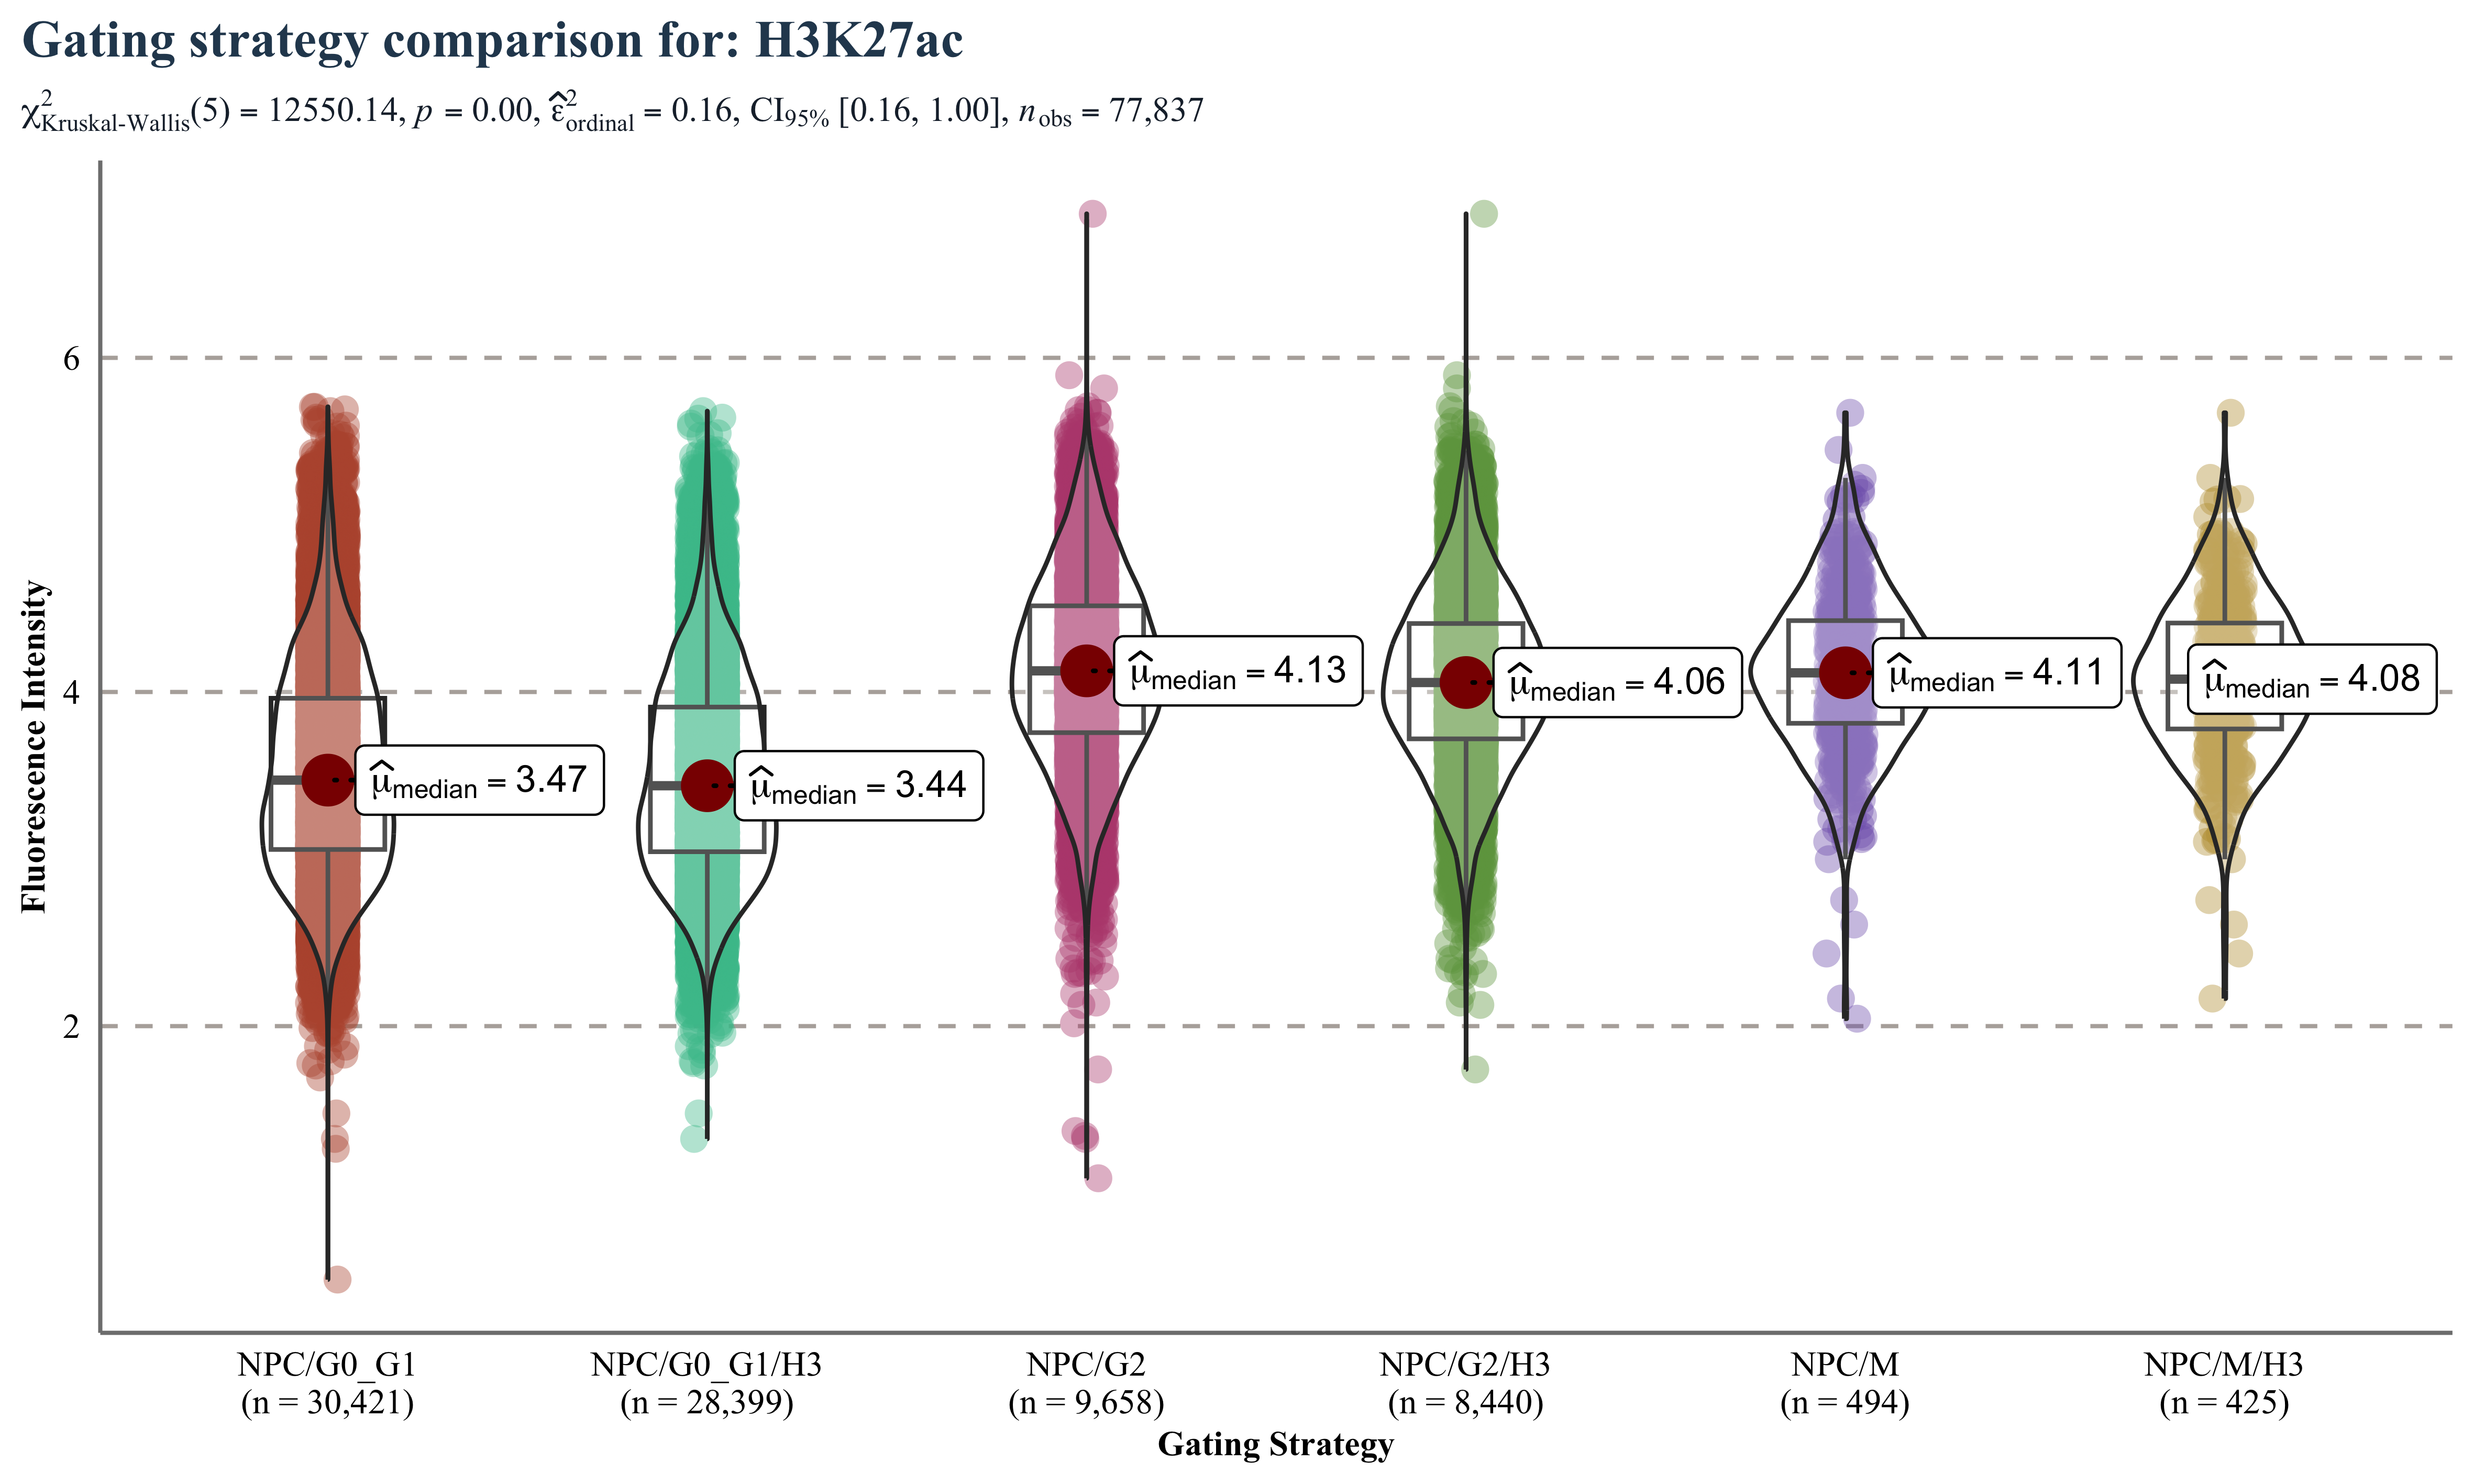 Gating strategy comparison for: H3K27ac
χ²Kruskal-Wallis(5) = 12550.14, p = 0.00, ε̂²ordinal = 0.16, CI95% [0.16, 1.00], nobs = 77,837
Fluorescence Intensity
6
4
2
μ̂median = 3.47
μ̂median = 3.44
μ̂median = 4.13
μ̂median = 4.06
μ̂median = 4.11
μ̂median = 4.08
NPC/G0_G1
(n = 30,421)
NPC/G0_G1/H3
(n = 28,399)
NPC/G2
(n = 9,658)
NPC/G2/H3
(n = 8,440)
NPC/M
(n = 494)
NPC/M/H3
(n = 425)
Gating Strategy